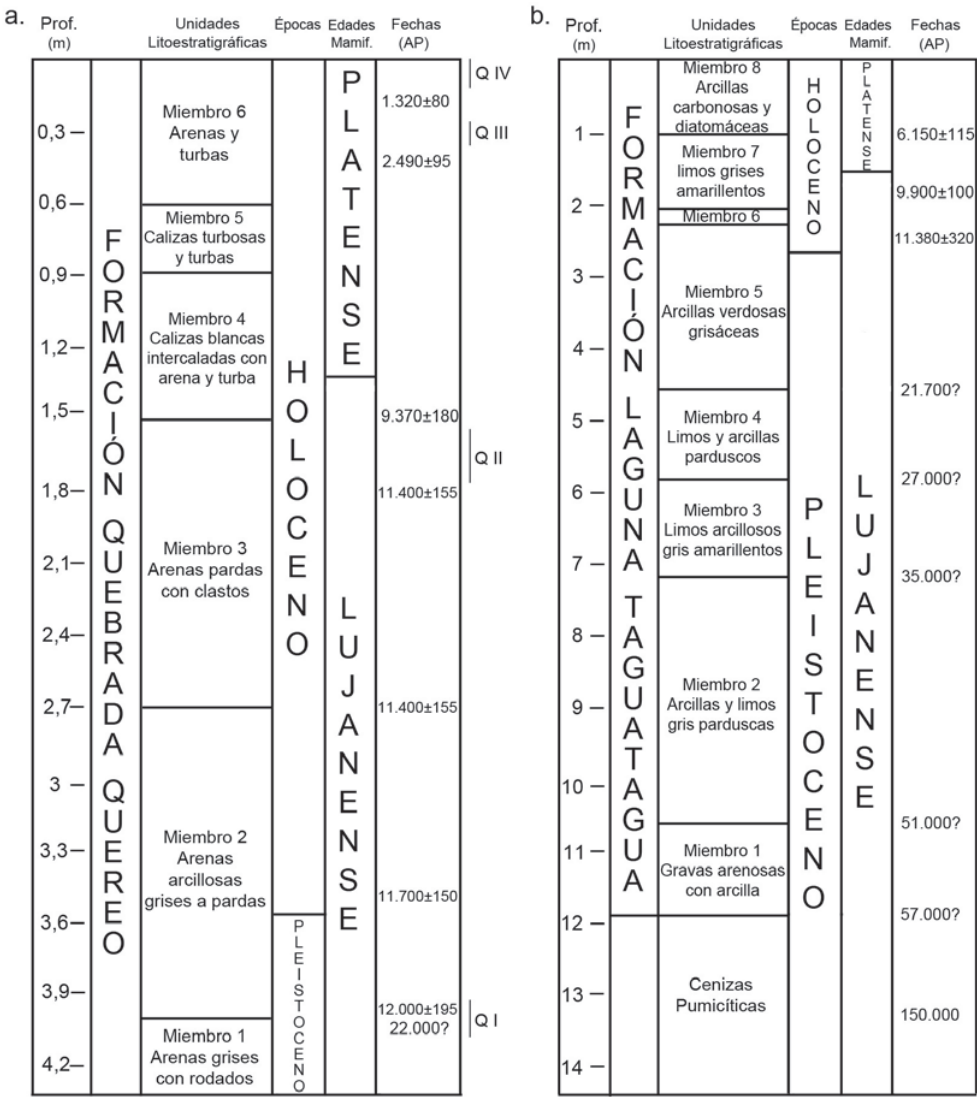 a.
Prof.
(m)
Unidades
Litoestratigráficas
Épocas
Edades
Mamif.
Fechas
(AP)
0,3
0,6
0,9
1,2
1,5
1,8
2,1
2,4
2,7
3
3,3
3,6
3,9
4,2
FORMACIÓN QUEBRADA QUEREO
Miembro 6
Arenas y
turbas
Miembro 5
Calizas turbosas
y turbas
Miembro 4
Calizas blancas
intercaladas con
arena y turba
Miembro 3
Arenas pardas
con clastos
Miembro 2
Arenas
arcillosas
grises a pardas
Miembro 1
Arenas grises
con rodados
HOLOCENO
PLEISTOCENO
PLATENSE
LUJANENSE
1.320±80
2.490±95
9.370±180
11.400±155
11.400±155
11.700±150
12.000±195
22.000?
Q IV
Q III
Q II
Q I
b.
Prof.
(m)
Unidades
Litoestratigráficas
Épocas
Edades
Mamif.
Fechas
(AP)
1
2
3
4
5
6
7
8
9
10
11
12
13
14
FORMACIÓN LAGUNA TAGUATAGUA
Miembro 8
Arcillas
carbonosas y
diatomáceas
Miembro 7
limos grises
amarillentos
Miembro 6
Miembro 5
Arcillas verdosas
grisáceas
Miembro 4
Limos y arcillas
parduscos
Miembro 3
Limos arcillosos
gris amarillentos
Miembro 2
Arcillas y limos
gris parduscas
Miembro 1
Gravas arenosas
con arcilla
Cenizas
Pumicíticas
HOLOCENO
PLEISTOCENO
PLATENSE
LUJANENSE
6.150±115
9.900±100
11.380±320
21.700?
27.000?
35.000?
51.000?
57.000?
150.000